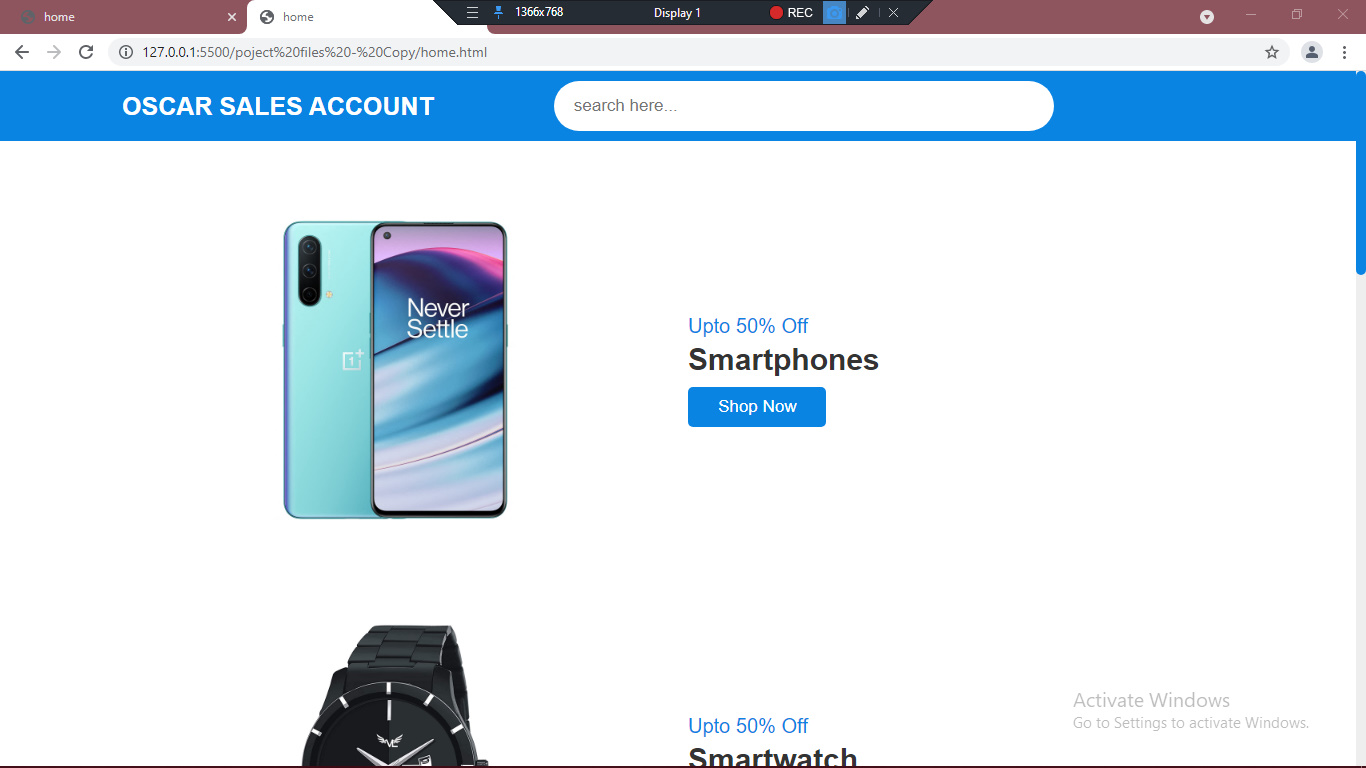 home
home
1366x768
Display 1
REC
127.0.0.1:5500/poject%20files%20-%20Copy/home.html
OSCAR SALES ACCOUNT
search here...
Never
Settle
1+
Upto 50% Off
Smartphones
Shop Now
VL
Upto 50% Off
Smartwatch
Activate Windows
Go to Settings to activate Windows.